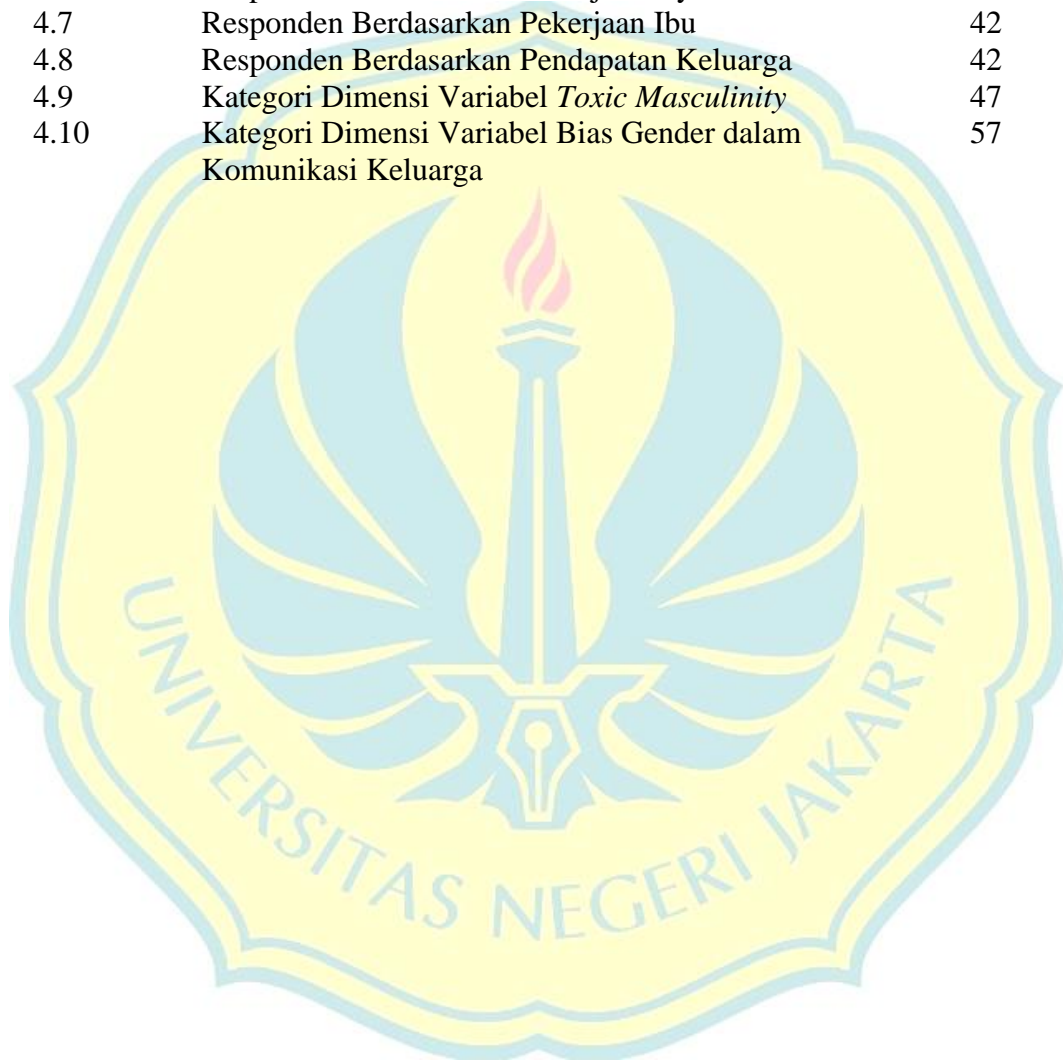 4.7 Responden Berdasarkan Pekerjaan Ibu 42
4.8 Responden Berdasarkan Pendapatan Keluarga 42
4.9 Kategori Dimensi Variabel Toxic Masculinity 47
4.10 Kategori Dimensi Variabel Bias Gender dalam 57
Komunikasi Keluarga
UNIVERSITAS NEGERI JAKARTA